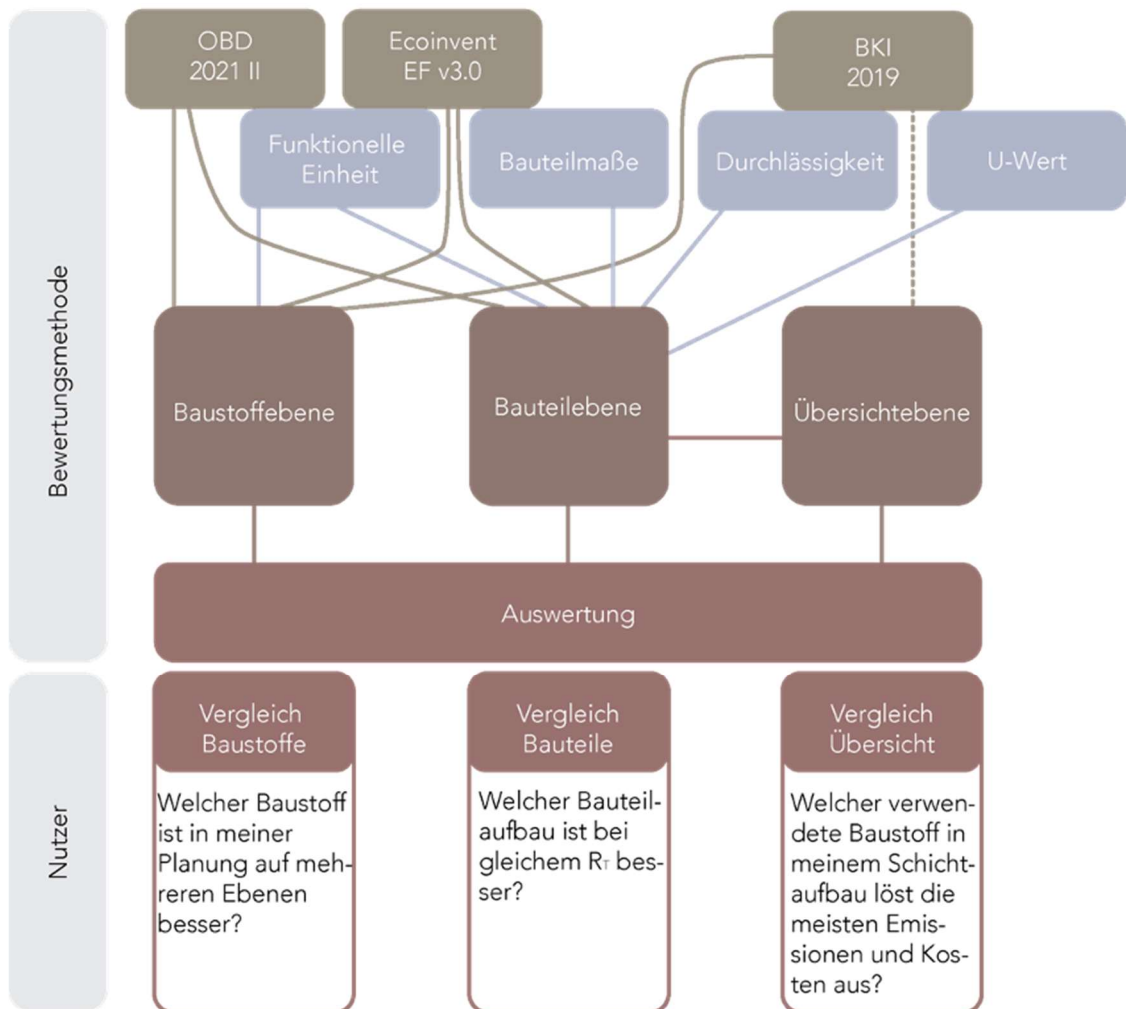 OBD
2021 II
Ecoinvent
EF v3.0
BKI
2019
Funktionelle
Einheit
Bauteilmaße
Durchlässigkeit
U-Wert
Bewertungsmethode
Baustoffebene
Bauteilebene
Übersichtebene
Auswertung
Nutzer
Vergleich
Baustoffe
Welcher Baustoff
ist in meiner
Planung auf meh-
reren Ebenen
besser?
Vergleich
Bauteile
Welcher Bauteil-
aufbau ist bei
gleichem RT bes-
ser?
Vergleich
Übersicht
Welcher verwen-
dete Baustoff in
meinem Schicht-
aufbau löst die
meisten Emis-
sionen und Kos-
ten aus?